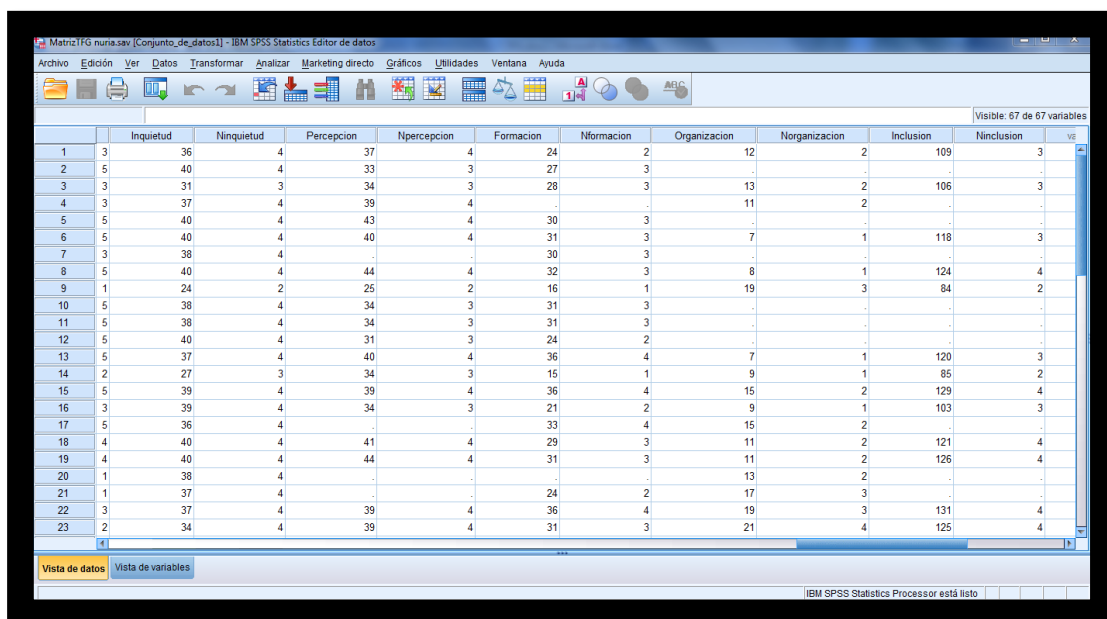 MatrizTFG nuria.sav [Conjunto_de_datos1] - IBM SPSS Statistics Editor de datos
Archivo Edición Ver Datos Transformar Analizar Marketing directo Gráficos Utilidades Ventana Ayuda
Visible: 67 de 67 variables
Inquietud Ninquietud Percepcion Npercepcion Formacion Nformacion Organizacion Norganizacion Inclusion Ninclusion va
1 3 36 4 37 4 24 2 12 2 109 3
2 5 40 4 33 3 27 3 . . . .
3 3 31 3 34 3 28 3 13 2 106 3
4 3 37 4 39 4 . . 11 2 . .
5 5 40 4 43 4 30 3 . . . .
6 5 40 4 40 4 31 3 7 1 118 3
7 3 38 4 . . 30 3 . . . .
8 5 40 4 44 4 32 3 8 1 124 4
9 1 24 2 25 2 16 1 19 3 84 2
10 5 38 4 34 3 31 3 . . . .
11 5 38 4 34 3 31 3 . . . .
12 5 40 4 31 3 24 2 . . . .
13 5 37 4 40 4 36 4 7 1 120 3
14 2 27 3 34 3 15 1 9 1 85 2
15 5 39 4 39 4 36 4 15 2 129 4
16 3 39 4 34 3 21 2 9 1 103 3
17 5 36 4 . . 33 4 15 2 . .
18 4 40 4 41 4 29 3 11 2 121 4
19 4 40 4 44 4 31 3 11 2 126 4
20 1 38 4 . . . . 13 2 . .
21 1 37 4 . . 24 2 17 3 . .
22 3 37 4 39 4 36 4 19 3 131 4
23 2 34 4 39 4 31 3 21 4 125 4
Vista de datos Vista de variables
IBM SPSS Statistics Processor está listo